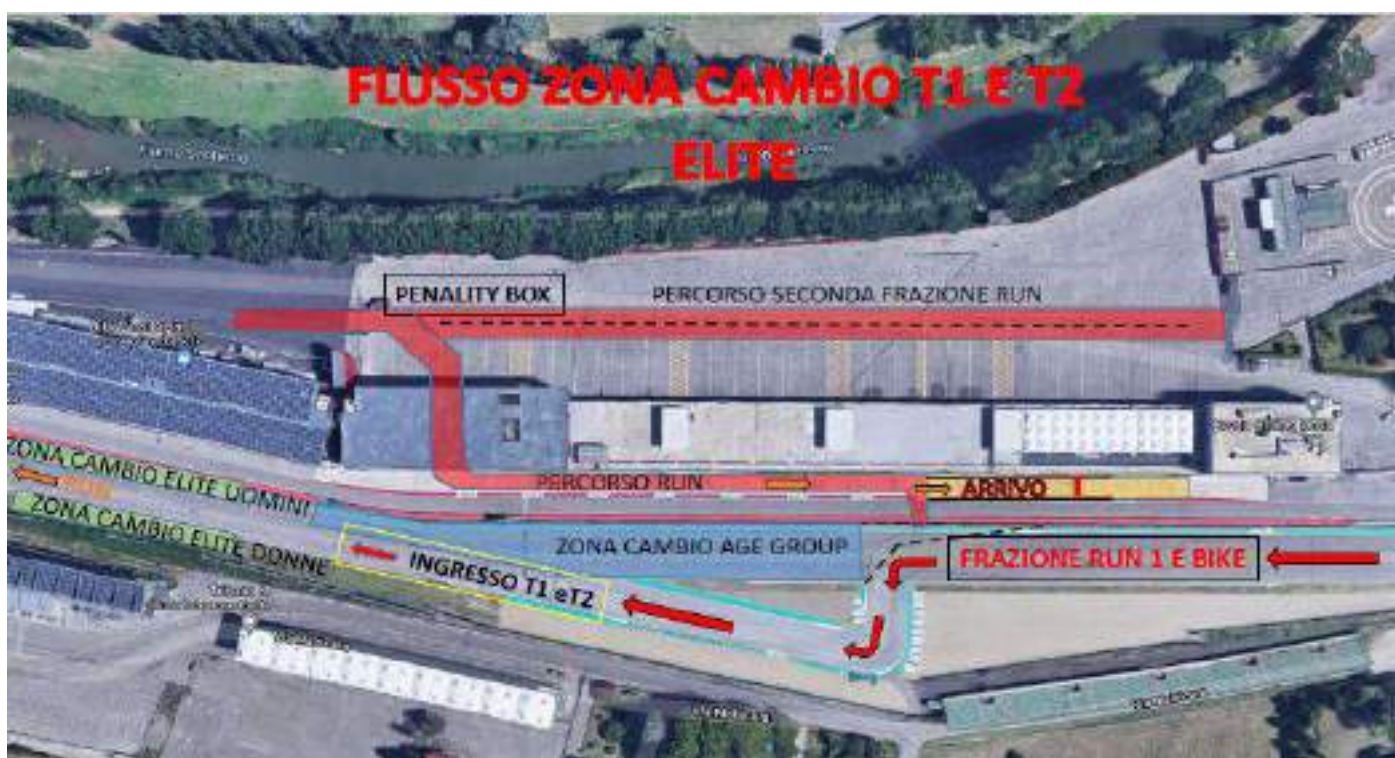 FLUSSO ZONA CAMBIO T1 E T2
ELITE
PENALITY BOX
PERCORSO SECONDA FRAZIONE RUN
ZONA CAMBIO ELITE DOMINI
PERCORSO RUN
ARRIVO
ZONA CAMBIO ELITE DONNE
ZONA CAMBIO AGE GROUP
FRAZIONE RUN 1 E BIKE
INGRESSO T1 eT2